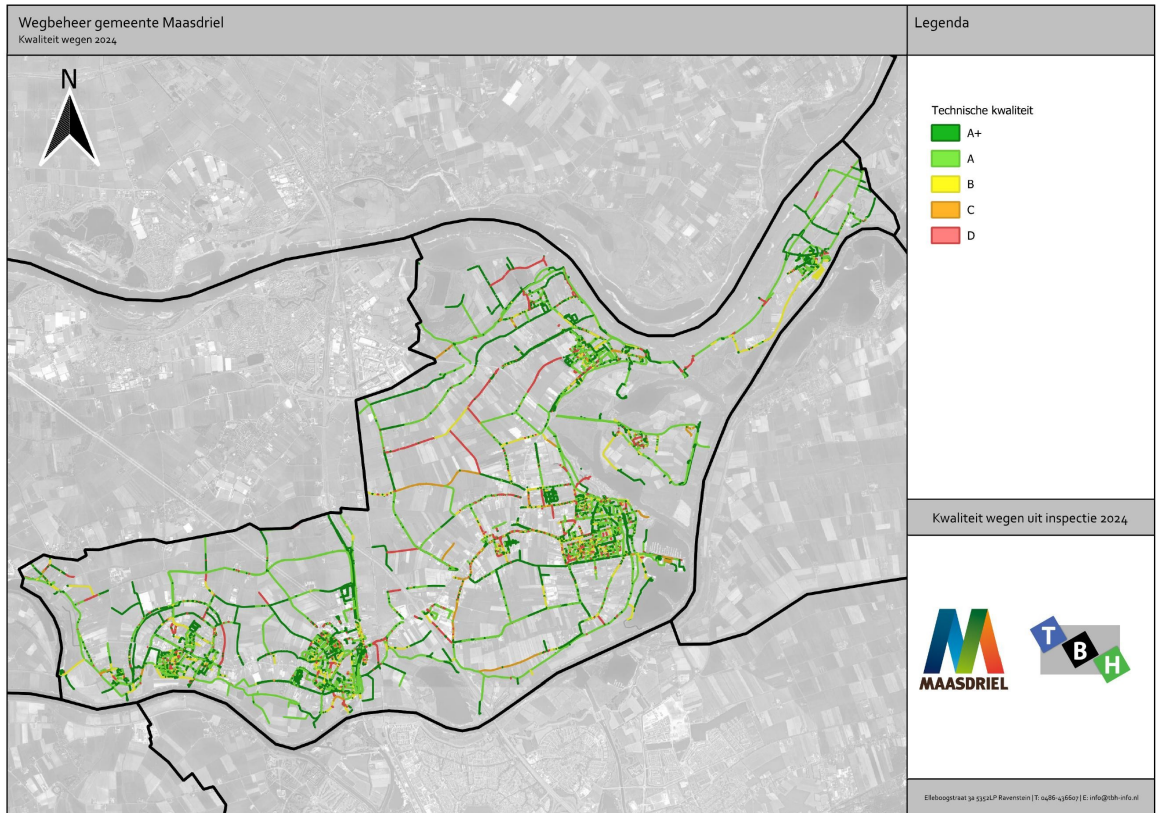 Wegbeheer gemeente Maasdriel
Kwaliteit wegen 2024
Legenda
N
Technische kwaliteit
A+
A
B
C
D
Kwaliteit wegen uit inspectie 2024
MAASDRIEL
T
B
H
Elleboogstraat 3a 5352LP Ravenstein | T: 0486-436607 | E: info@tbh-info.nl